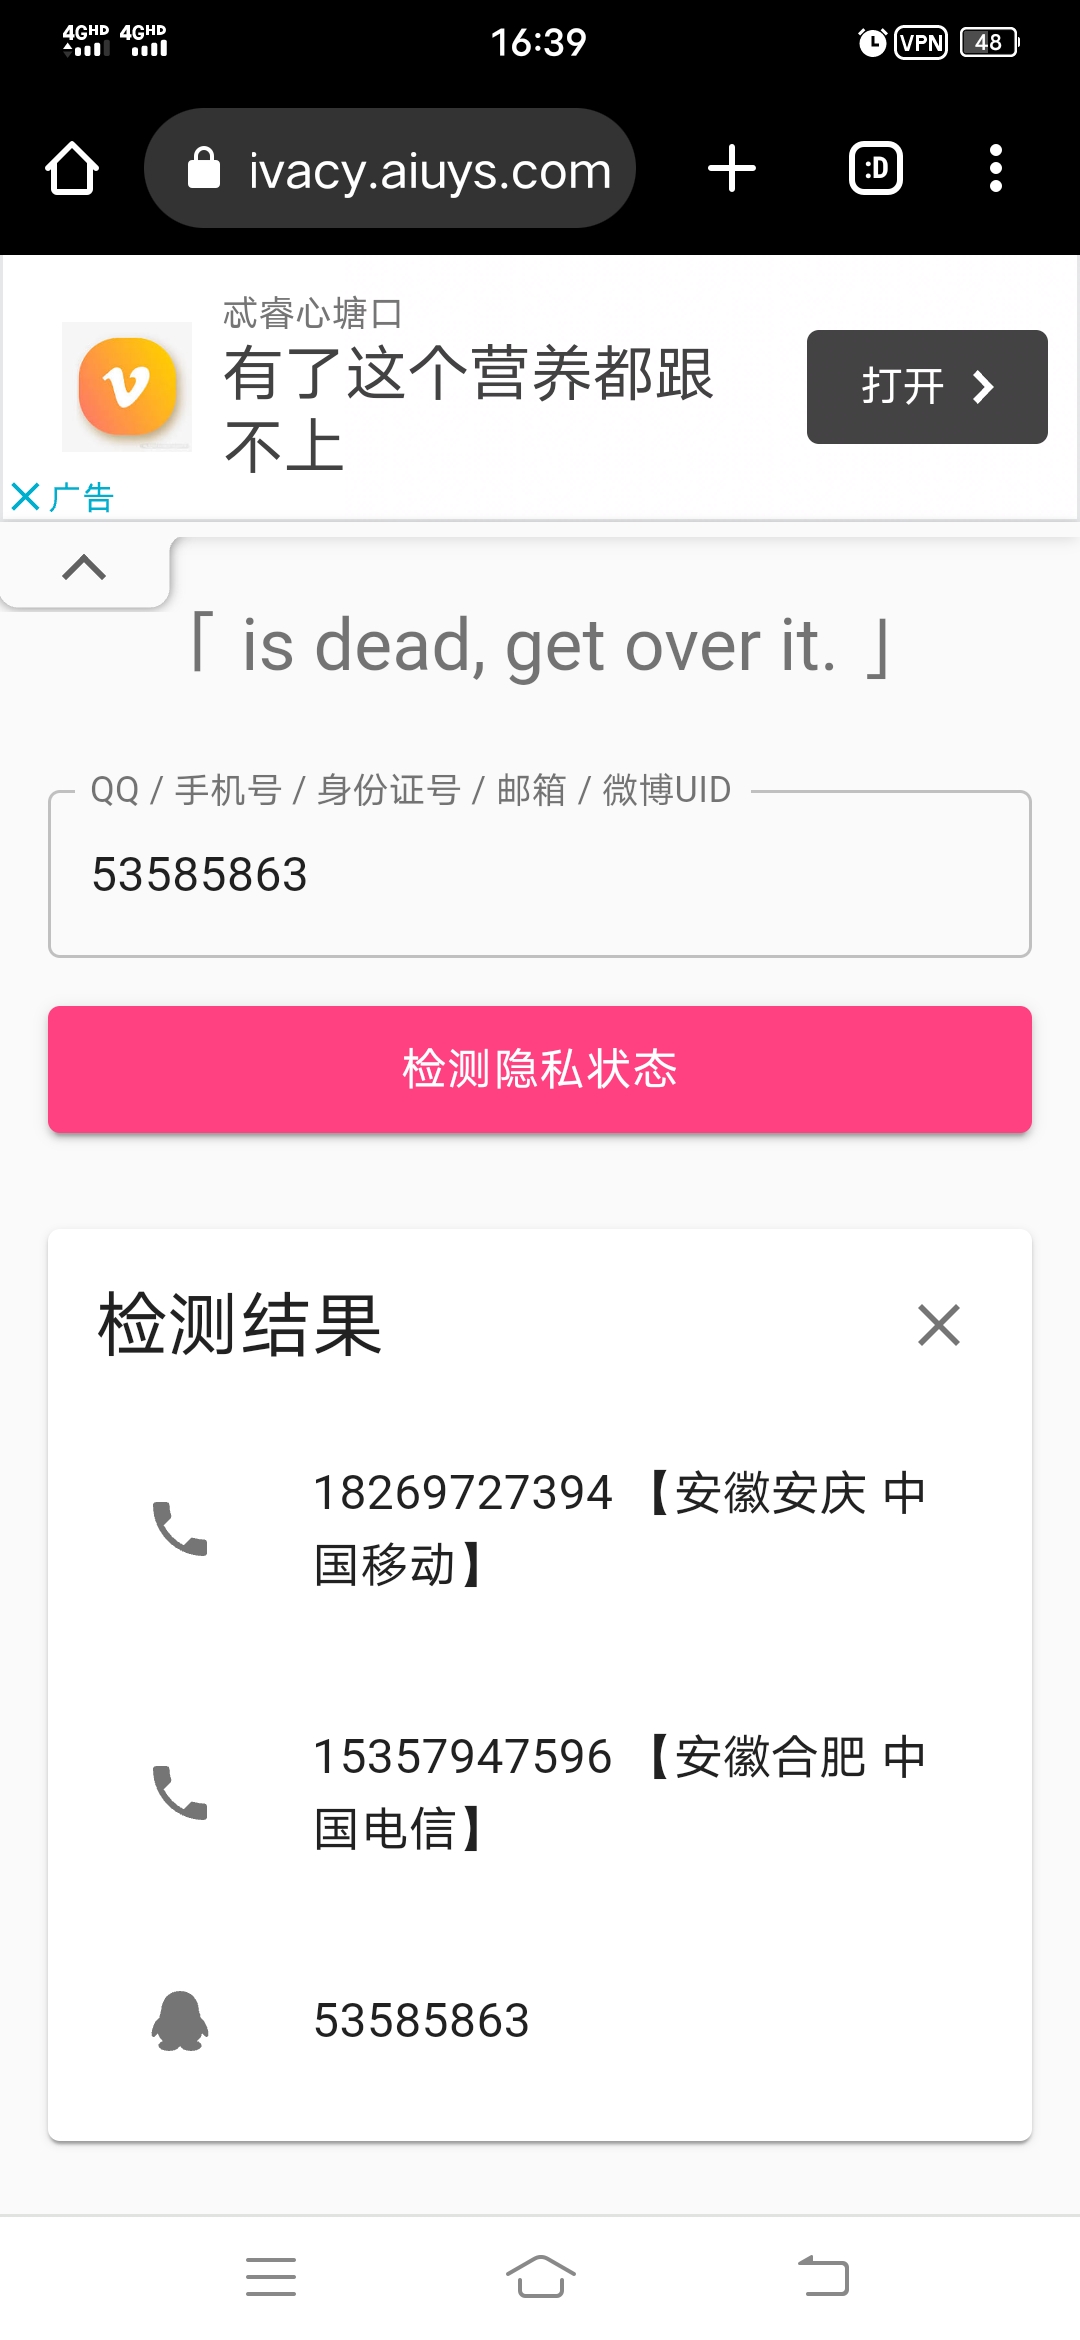 4GHD 4GHD 16:39 VPN 48
ivacy.aiuys.com :D
忒睿心塘口
有了这个营养都跟
不上
打开
广告
「 is dead, get over it. 」
QQ / 手机号 / 身份证号 / 邮箱 / 微博UID
53585863
检测隐私状态
检测结果
18269727394 【安徽安庆 中
国移动】
15357947596 【安徽合肥 中
国电信】
53585863